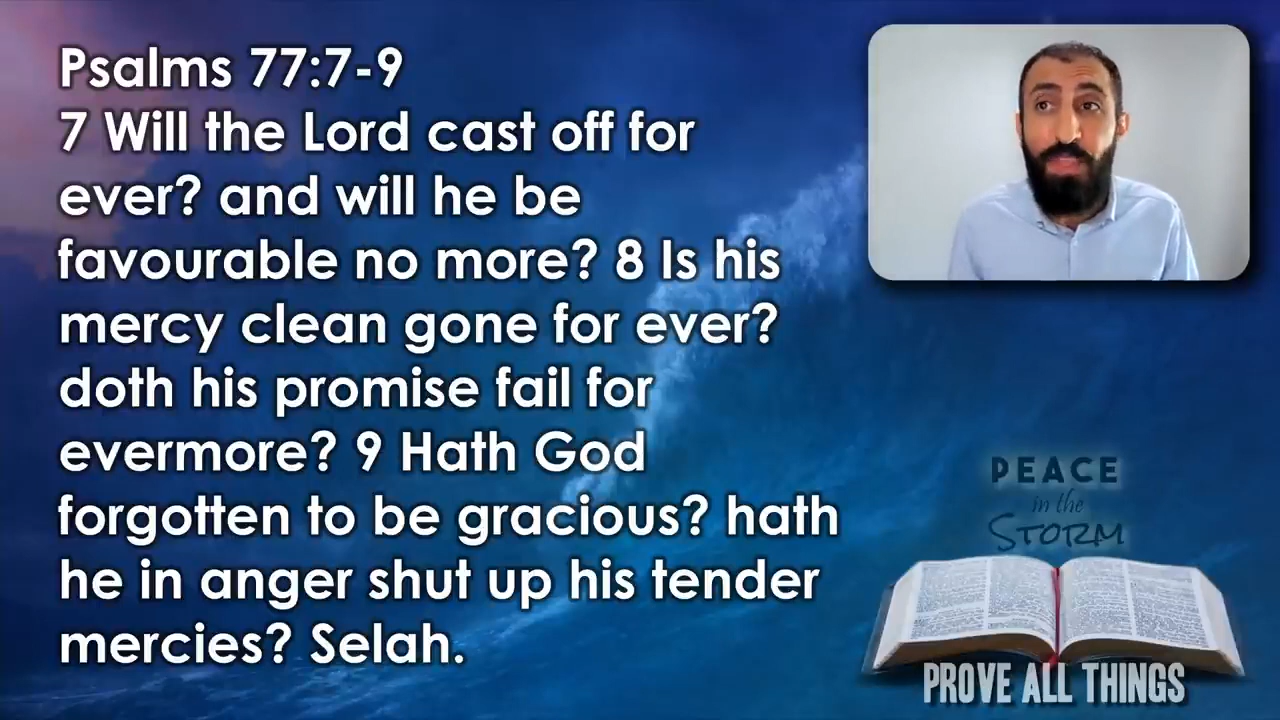 Psalms 77:7-9
7 Will the Lord cast off for
ever? and will he be
favourable no more? 8 Is his
mercy clean gone for ever?
doth his promise fail for
evermore? 9 Hath God
forgotten to be gracious? hath
he in anger shut up his tender
mercies? Selah.
PEACE
in the
STORM
PROVE ALL THINGS